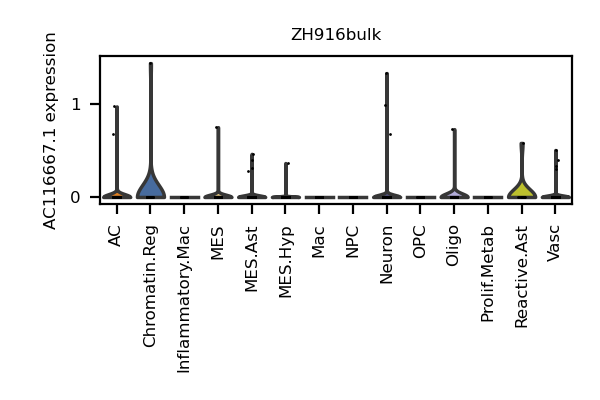 ZH916bulk
AC116667.1 expression
1
0
AC
Chromatin.Reg
Inflammatory.Mac
MES
MES.Ast
MES.Hyp
Mac
NPC
Neuron
OPC
Oligo
Prolif.Metab
Reactive.Ast
Vasc